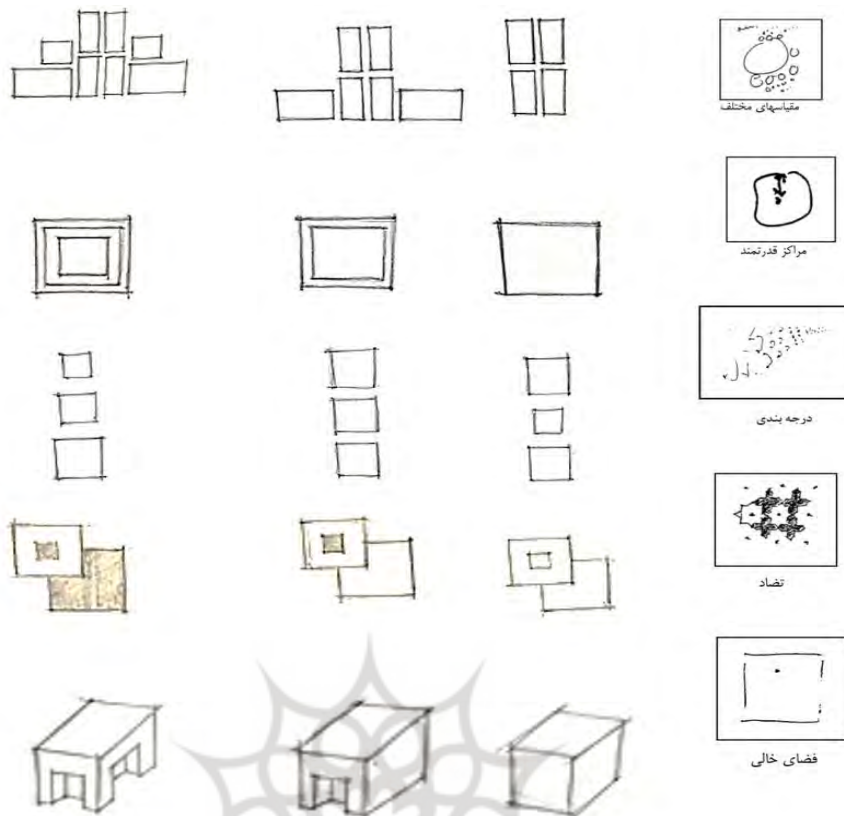 مقیاسهای مختلف
مراکز قدرتمند
درجه بندی
تضاد
فضای خالی